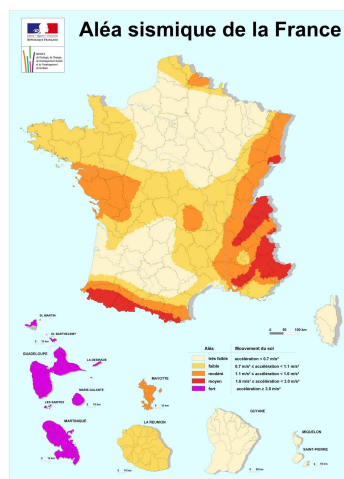 Aléa sismique de la France
RÉPUBLIQUE FRANÇAISE
0 50 100 km
St. MARTIN
St. BARTHELEMY
GUADELOUPE
LA DESIRADE
MARIE-GALANTE
LES SAINTES
MARTINIQUE
MAYOTTE
LA REUNION
GUYANE
MIQUELON
SAINT-PIERRE
Aléa Mouvement du sol
très faible accélération < 0.7 m/s²
faible 0.7 m/s² ≤ accélération < 1.1 m/s²
modéré 1.1 m/s² ≤ accélération < 1.6 m/s²
moyen 1.6 m/s² ≤ accélération < 3.0 m/s²
fort accélération ≥ 3.0 m/s²